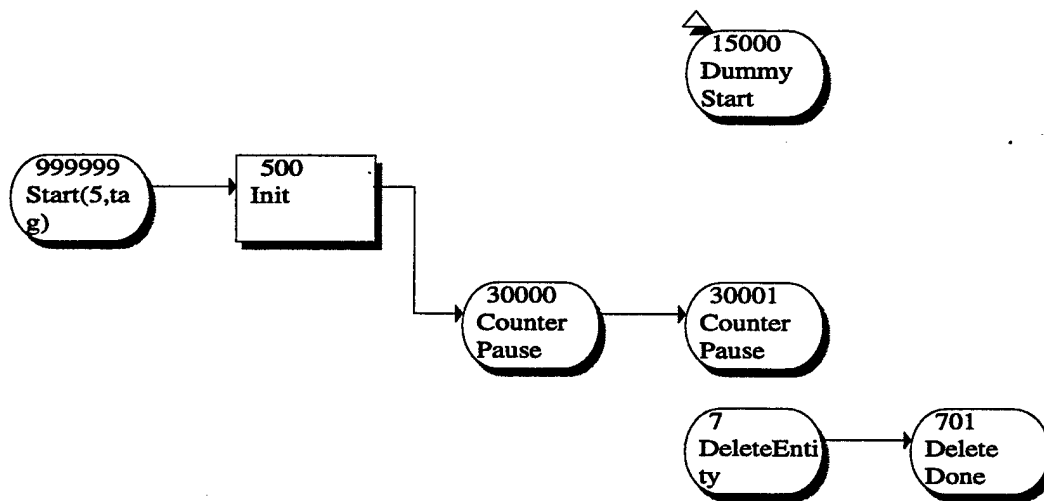 15000
Dummy
Start
999999
Start(5,ta
g)
500
Init
30000
Counter
Pause
30001
Counter
Pause
7
DeleteEnti
ty
701
Delete
Done